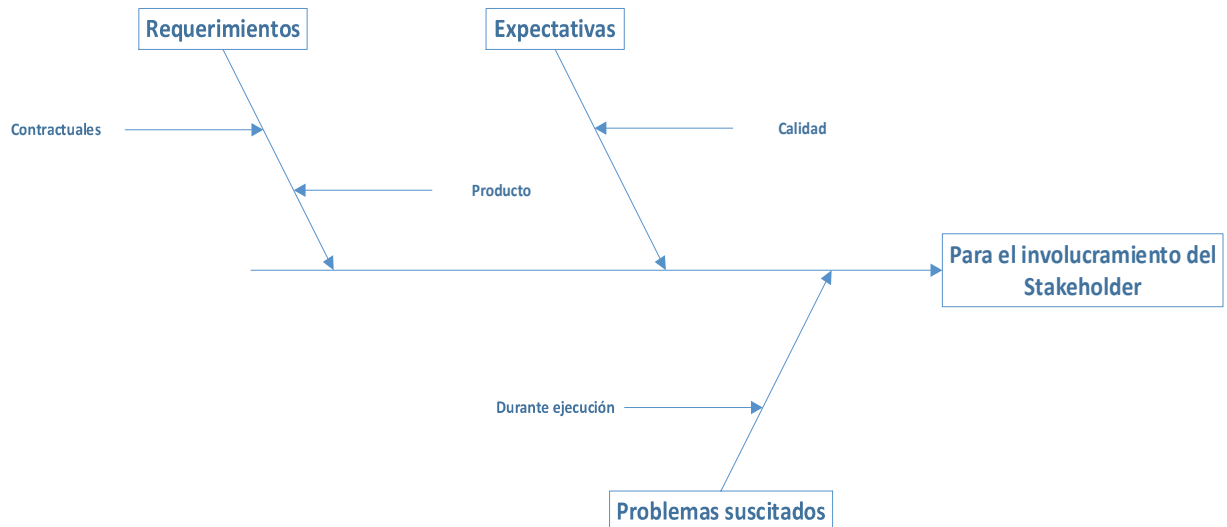 Requerimientos
Expectativas
Contractuales
Calidad
Producto
Para el involucramiento del
Stakeholder
Durante ejecución
Problemas suscitados